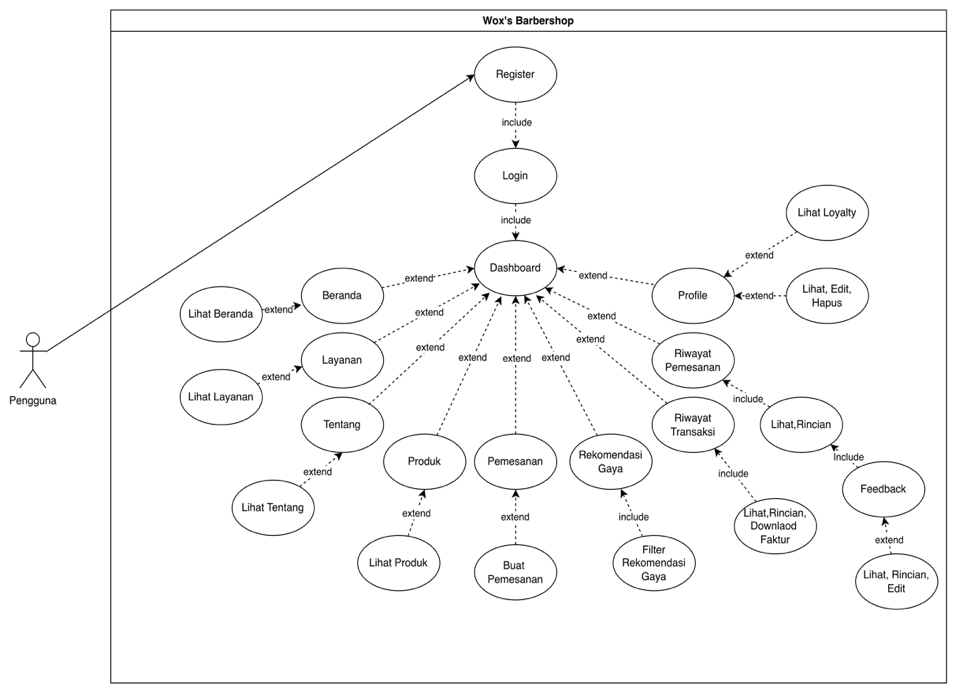 Wox's Barbershop
Register
include
Login
include
Lihat Loyalty
extend
Dashboard
extend
extend
Beranda
Profile
extend
Lihat, Edit,
Hapus
Lihat Beranda
extend
extend
extend
Pengguna
Layanan
extend
extend
extend
extend
extend
extend
Riwayat
Pemesanan
Lihat Layanan
extend
include
Tentang
Riwayat
Transaksi
Lihat,Rincian
Produk
Pemesanan
Rekomendasi
Gaya
extend
include
Include
Feedback
Lihat Tentang
extend
extend
include
Lihat,Rincian,
Downlaod
Faktur
extend
Lihat Produk
Buat
Pemesanan
Filter
Rekomendasi
Gaya
Lihat, Rincian,
Edit